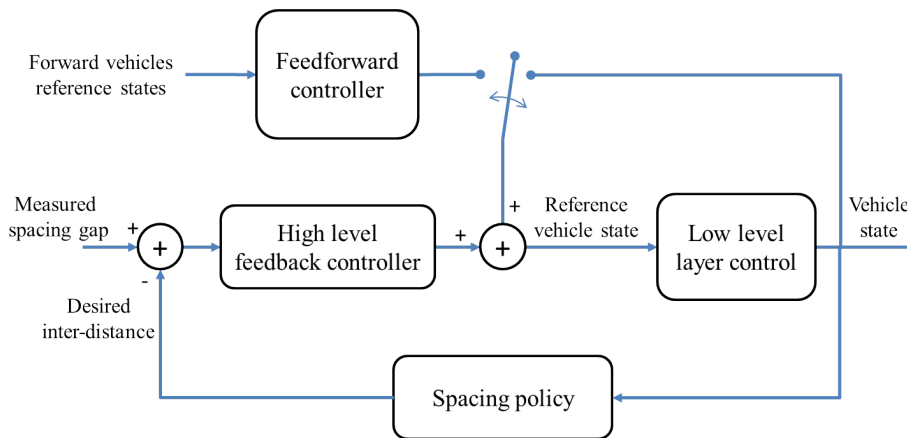 Forward vehicles
reference states
Feedforward
controller
Measured
spacing gap
+
+
-
High level
feedback controller
+
+
+
Reference
vehicle state
Low level
layer control
Vehicle
state
Desired
inter-distance
Spacing policy